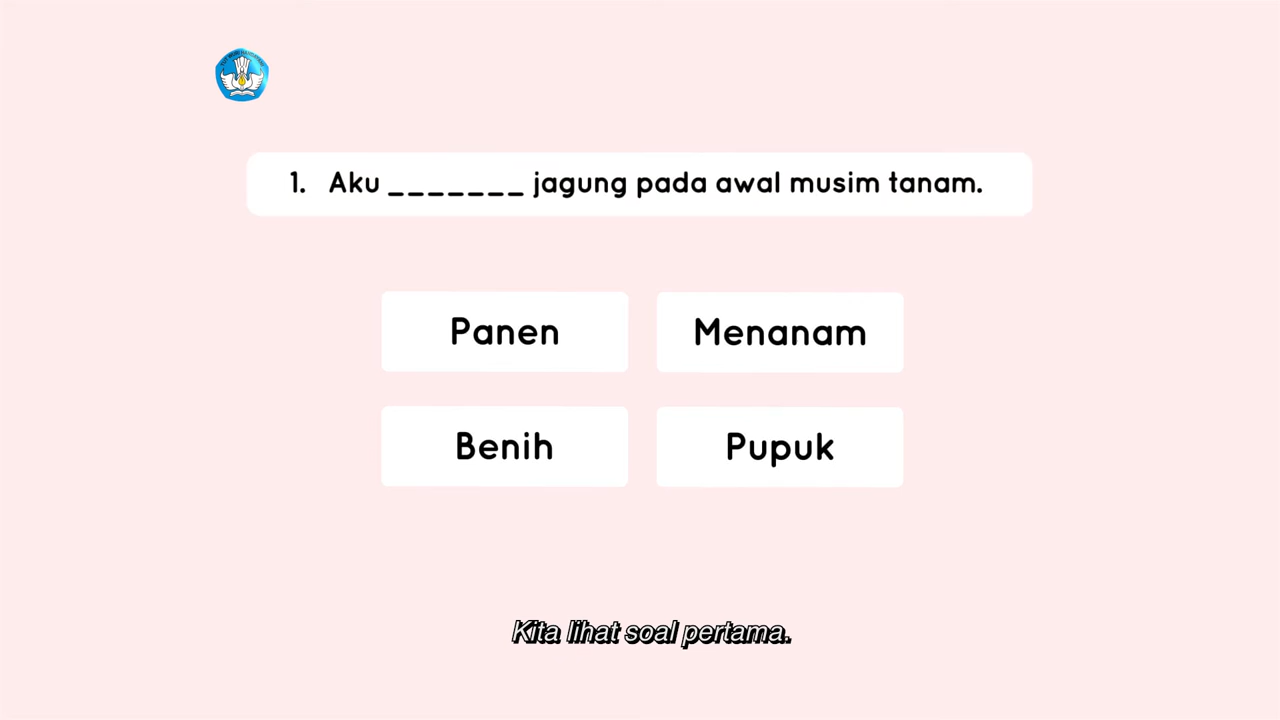 1. Aku _______ jagung pada awal musim tanam.
Panen
Menanam
Benih
Pupuk
Kita lihat soal pertama.